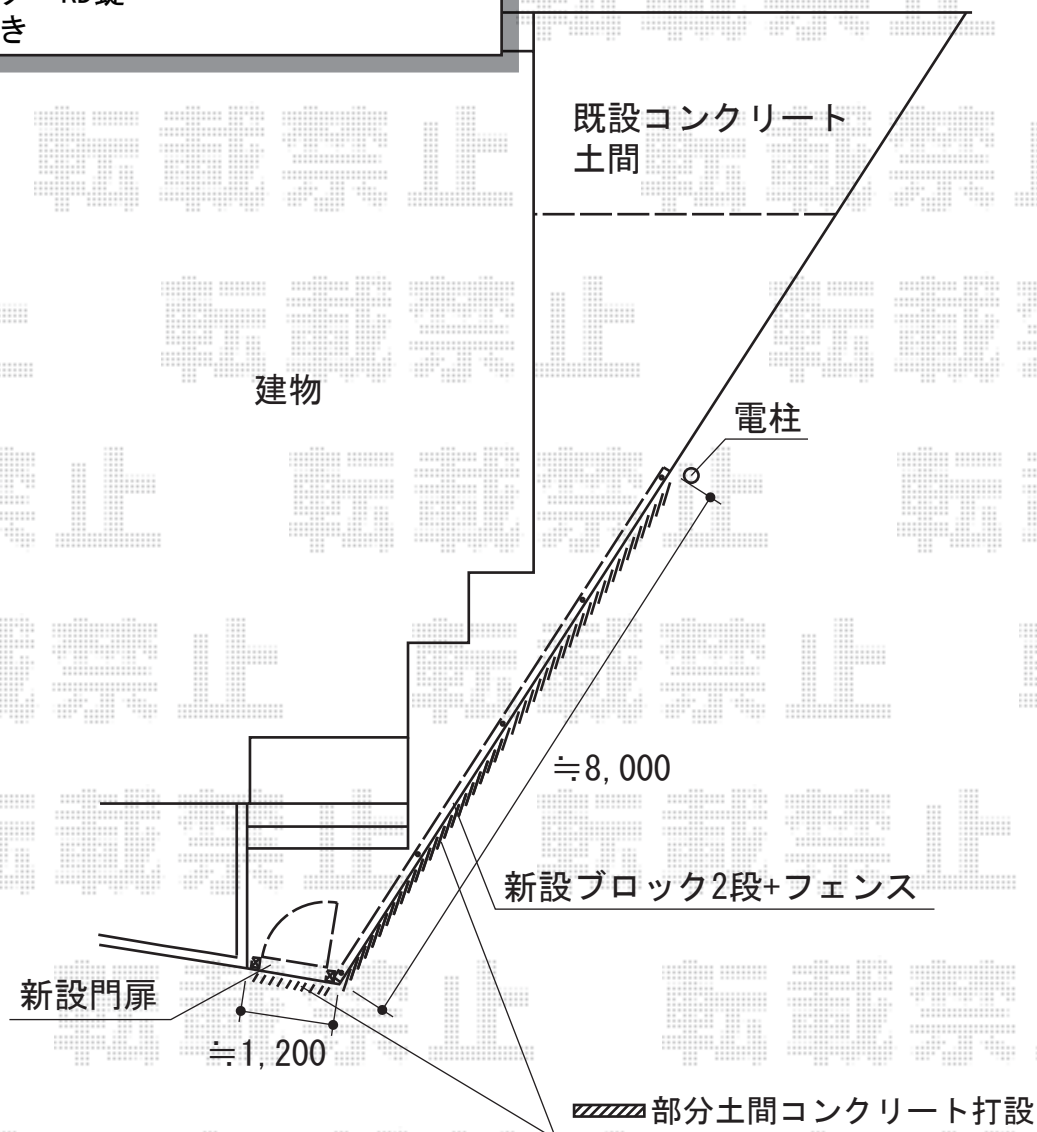 き
既設コンクリート
土間
建物
電柱
≒8,000
新設ブロック2段+フェンス
新設門扉
≒1,200
部分土間コンクリート打設
転載禁止